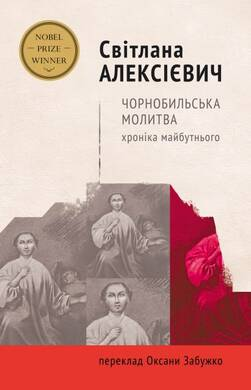 NOBEL
PRIZE
WINNER
Світлана
АЛЕКСІЄВИЧ
ЧОРНОБИЛЬСЬКА
МОЛИТВА
хроніка майбутнього
переклад Оксани Забужко